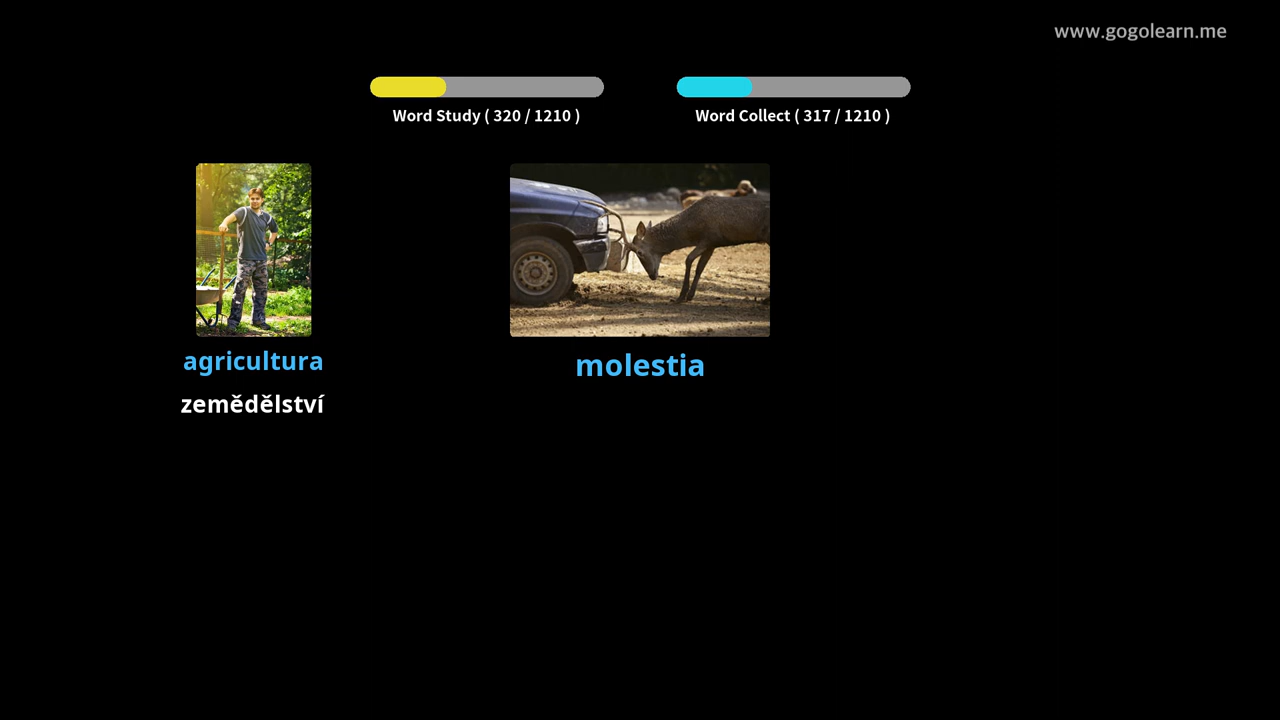 www.gogolearn.me
Word Study ( 320 / 1210 )
Word Collect ( 317 / 1210 )
agricultura
zemědělství
molestia